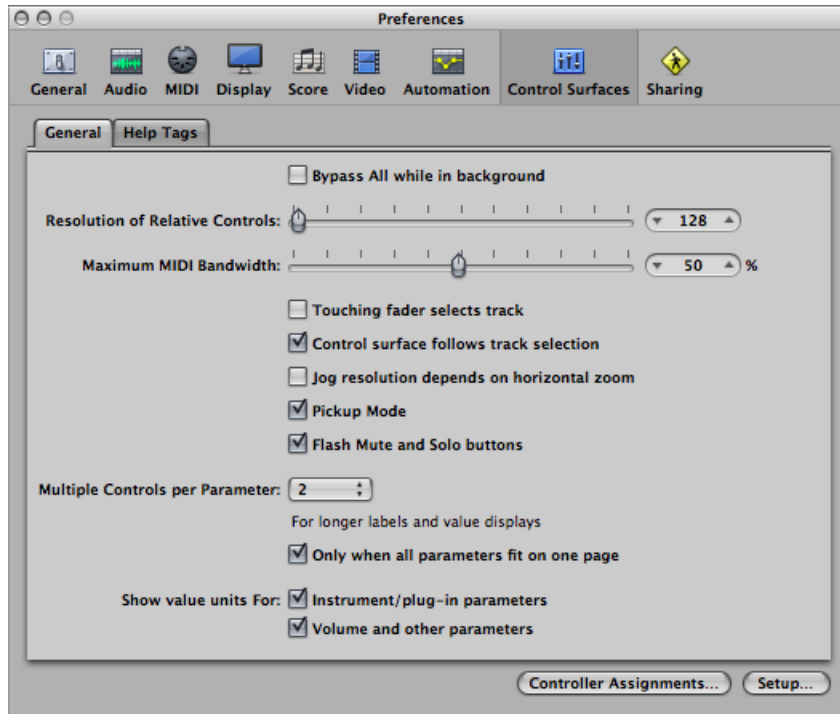 Preferences
General Audio MIDI Display Score Video Automation Control Surfaces Sharing
General Help Tags
Bypass All while in background
Resolution of Relative Controls: 128
Maximum MIDI Bandwidth: 50 %
Touching fader selects track
Control surface follows track selection
Jog resolution depends on horizontal zoom
Pickup Mode
Flash Mute and Solo buttons
Multiple Controls per Parameter: 2
For longer labels and value displays
Only when all parameters fit on one page
Show value units For: Instrument/plug-in parameters
Volume and other parameters
Controller Assignments... Setup...